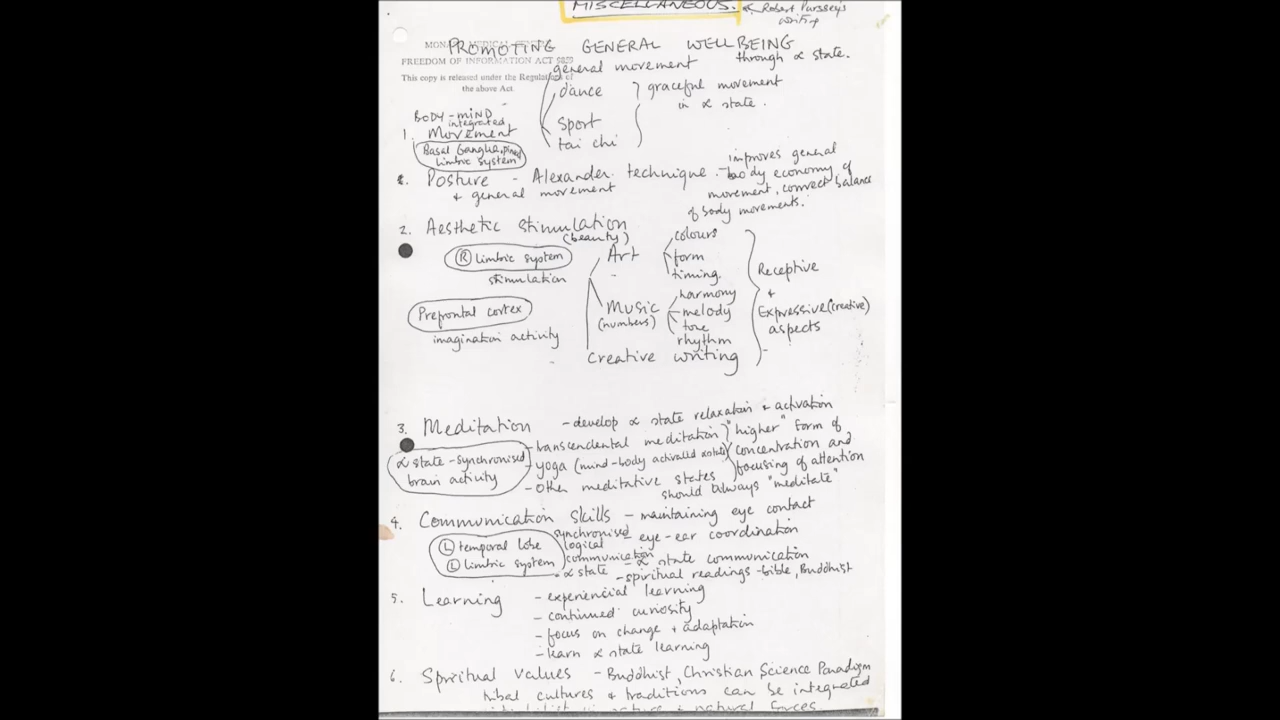 MISCELLANEOUS.
& Robert Purssey's
writing
MONASH MEDICAL
FREEDOM OF INFORMATION ACT 9859
This copy is released under the Regulations of
the above Act.
PROMOTING GENERAL WELLBEING
through α state.
general movement
dance
graceful movement
in α state.
Sport
tai chi
BODY-MIND
integrated
1. Movement
Basal Ganglia,
Limbic system
2. Posture - Alexander technique - improves general
& general movement
body economy of
movement, correct balance
of body movements.
2. Aesthetic stimulation
(beauty)
(R) limbic system
stimulation
Prefrontal cortex
imagination activity
Art
colours
form
timing.
Music
(numbers)
harmony
melody
tone
rhythm
Creative writing
Receptive
+
Expressive (creative)
aspects
3. Meditation - develop α state relaxation & activation
α state - synchronised
brain activity
- transcendental meditation
- yoga (mind-body activated α state)
- Other meditative states
"higher" form of
concentration and
focusing of attention
should always "meditate"
4. Communication skills - maintaining eye contact
(L) temporal lobe
(L) limbic system
synchronised
logical
communication
α state
- eye-ear coordination
- α state communication
- spiritual readings - bible, Buddhist
5. Learning - experiencial learning
- continued curiosity
- focus on change + adaptation
- learn α state learning
6. Spiritual values - Buddhist, Christian Science Paradigm
tribal cultures & traditions can be integrated
nature & natural forces